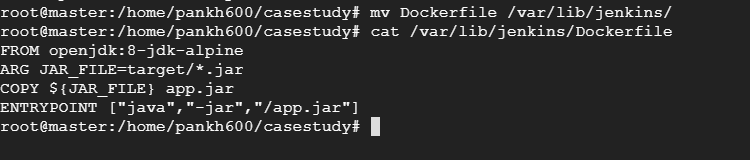 root@master:/home/pankh600/casestudy# mv Dockerfile /var/lib/jenkins/
root@master:/home/pankh600/casestudy# cat /var/lib/jenkins/Dockerfile
FROM openjdk:8-jdk-alpine
ARG JAR_FILE=target/*.jar
COPY ${JAR_FILE} app.jar
ENTRYPOINT ["java","-jar","/app.jar"]
root@master:/home/pankh600/casestudy#